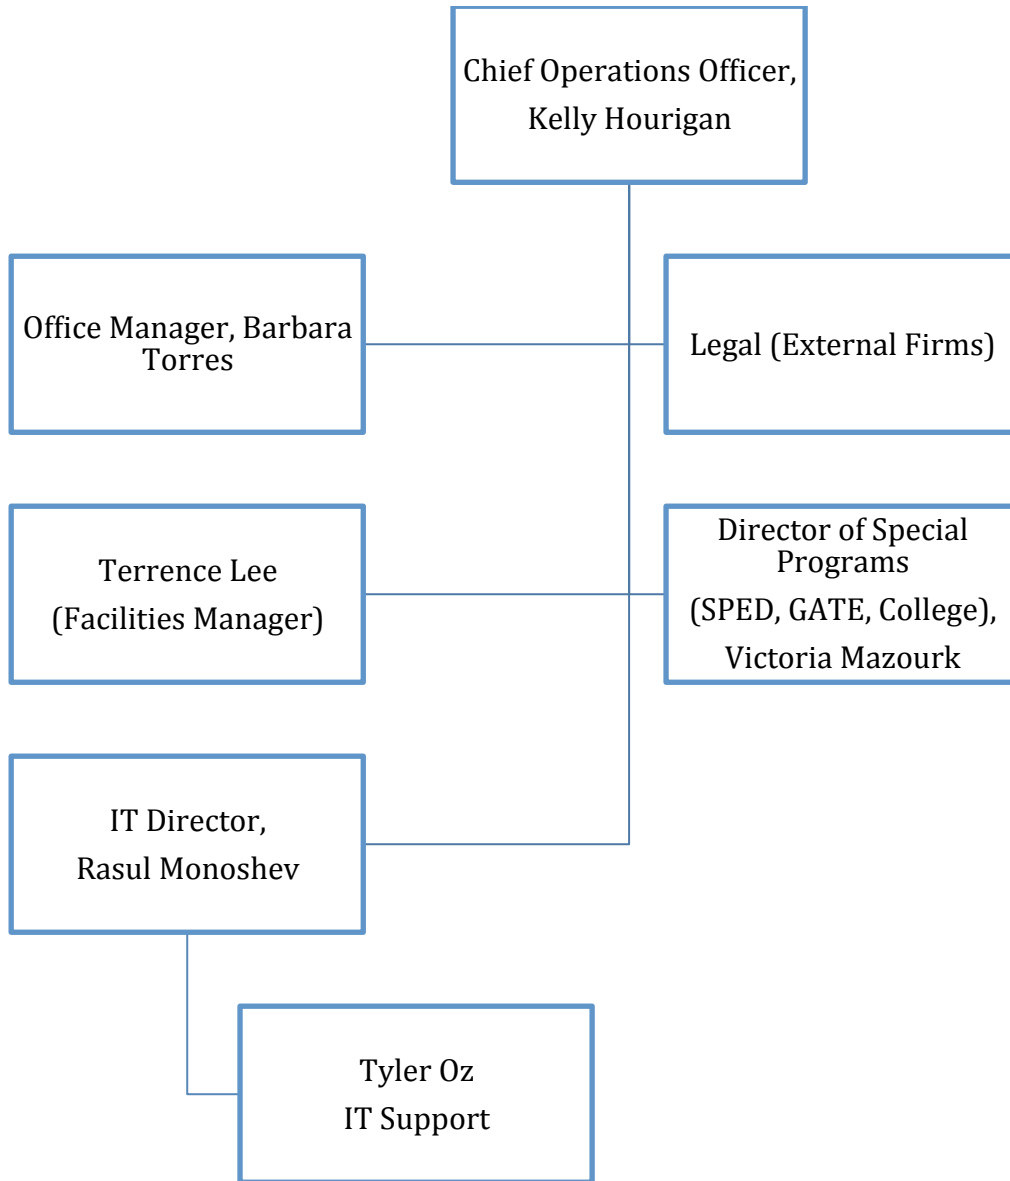 Chief Operations Officer,
Kelly Hourigan
Office Manager, Barbara
Torres
Legal (External Firms)
Terrence Lee
(Facilities Manager)
Director of Special
Programs
(SPED, GATE, College),
Victoria Mazourk
IT Director,
Rasul Monoshev
Tyler Oz
IT Support